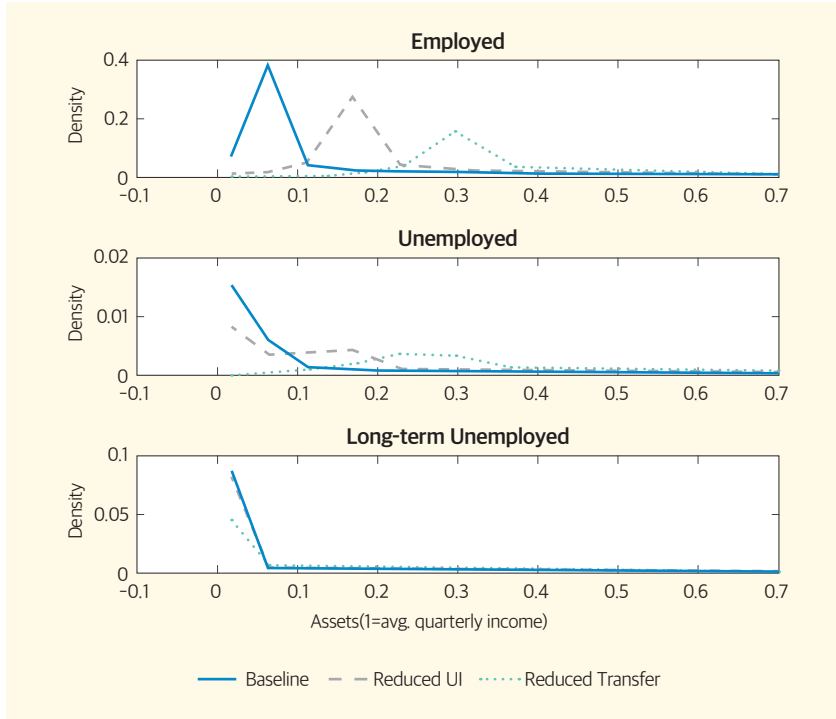 Employed
Density
0.4
0.2
0
−0.1 0 0.1 0.2 0.3 0.4 0.5 0.6 0.7
Unemployed
Density
0.02
0.01
0
−0.1 0 0.1 0.2 0.3 0.4 0.5 0.6 0.7
Long-term Unemployed
Density
0.1
0.05
0
−0.1 0 0.1 0.2 0.3 0.4 0.5 0.6 0.7
Assets(1=avg, quarterly income)
Baseline Reduced UI Reduced Transfer